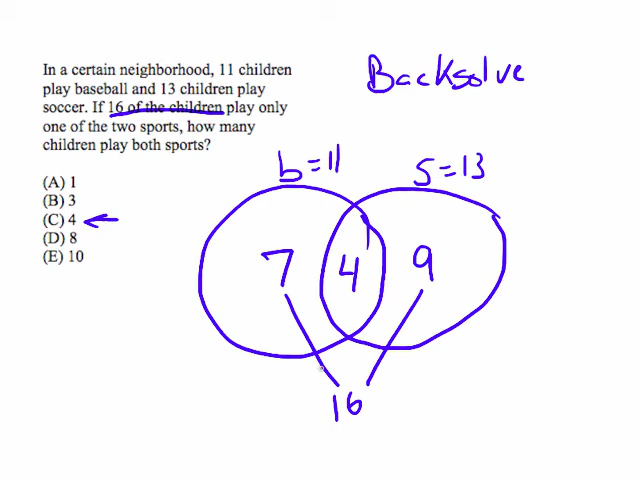 In a certain neighborhood, 11 children
play baseball and 13 children play
soccer. If 16 of the children play only
one of the two sports, how many
children play both sports?
(A) 1
(B) 3
(C) 4
(D) 8
(E) 10
Backsolve
b=11
S=13
7
4
9
16